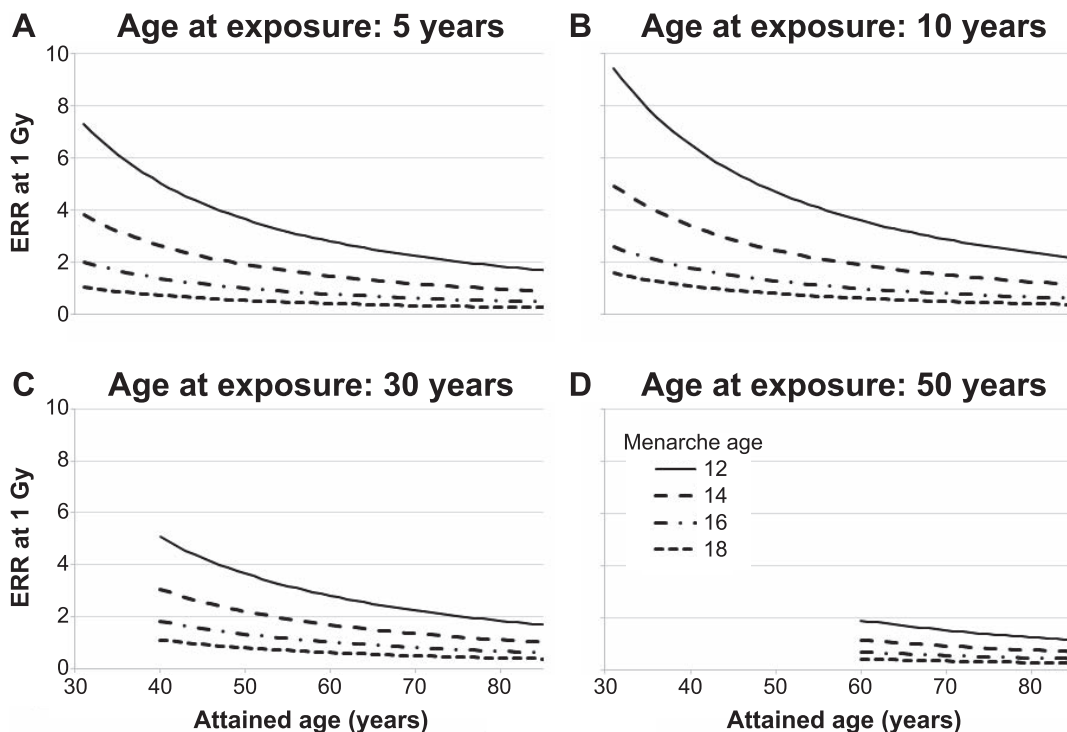 A Age at exposure: 5 years
B Age at exposure: 10 years
ERR at 1 Gy
10
8
6
4
2
0
C Age at exposure: 30 years
D Age at exposure: 50 years
ERR at 1 Gy
10
8
6
4
2
0
Menarche age
12
14
16
18
30 40 50 60 70 80
30 40 50 60 70 80
Attained age (years)
Attained age (years)